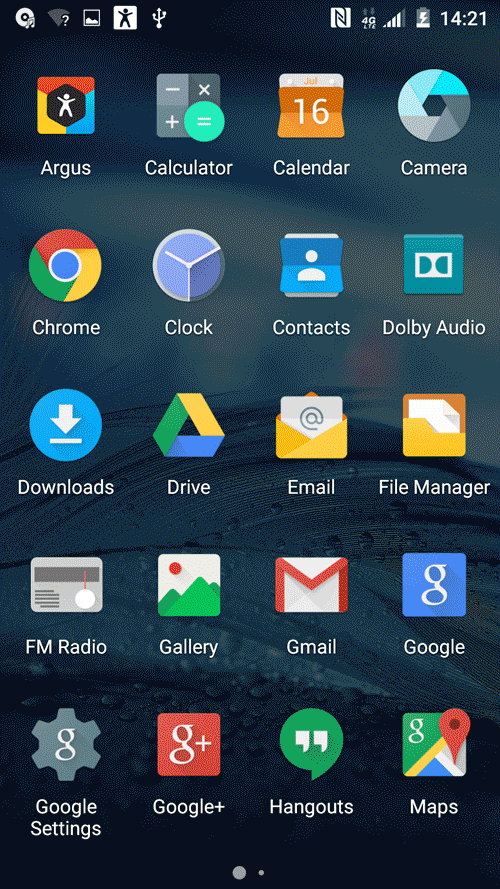 4G
LTE
14:21
Jul
16
Argus
Calculator
Calendar
Camera
Chrome
Clock
Contacts
Dolby Audio
Downloads
Drive
Email
File Manager
FM Radio
Gallery
Gmail
Google
Google
Settings
Google+
Hangouts
Maps